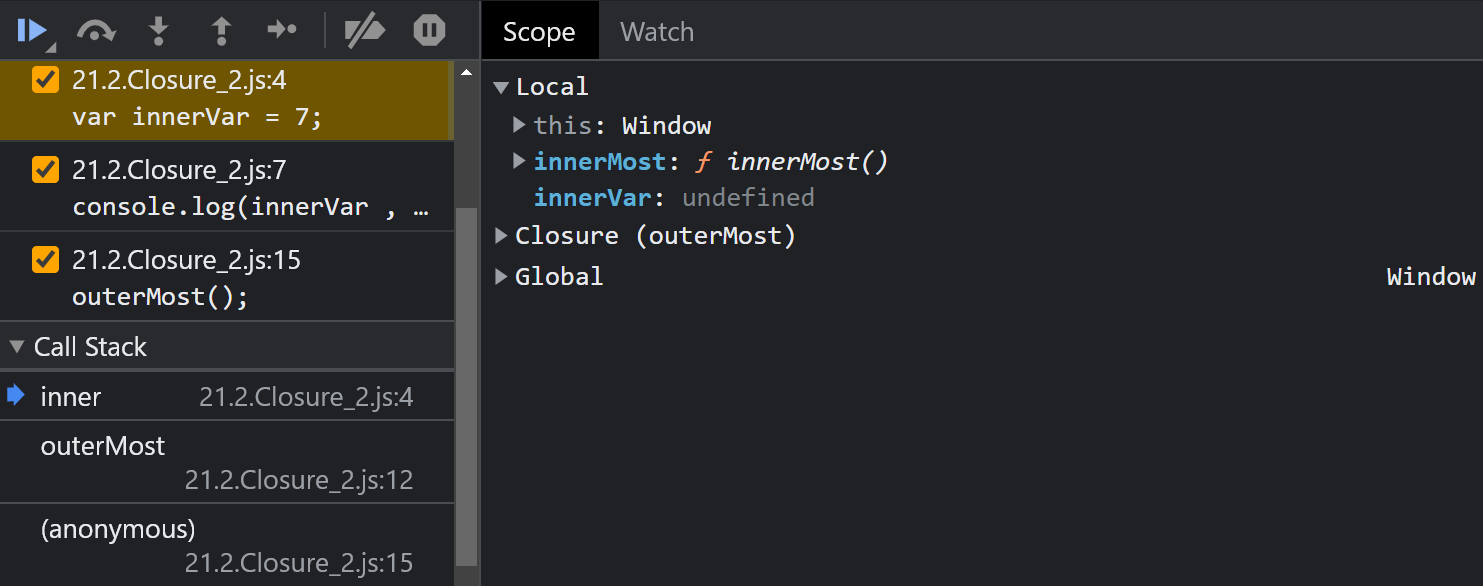 21.2.Closure_2.js:4
var innerVar = 7;
21.2.Closure_2.js:7
console.log(innerVar , …
21.2.Closure_2.js:15
outerMost();
Call Stack
inner 21.2.Closure_2.js:4
outerMost
21.2.Closure_2.js:12
(anonymous)
21.2.Closure_2.js:15
Scope Watch
Local
this: Window
innerMost: ƒ innerMost()
innerVar: undefined
Closure (outerMost)
Global Window